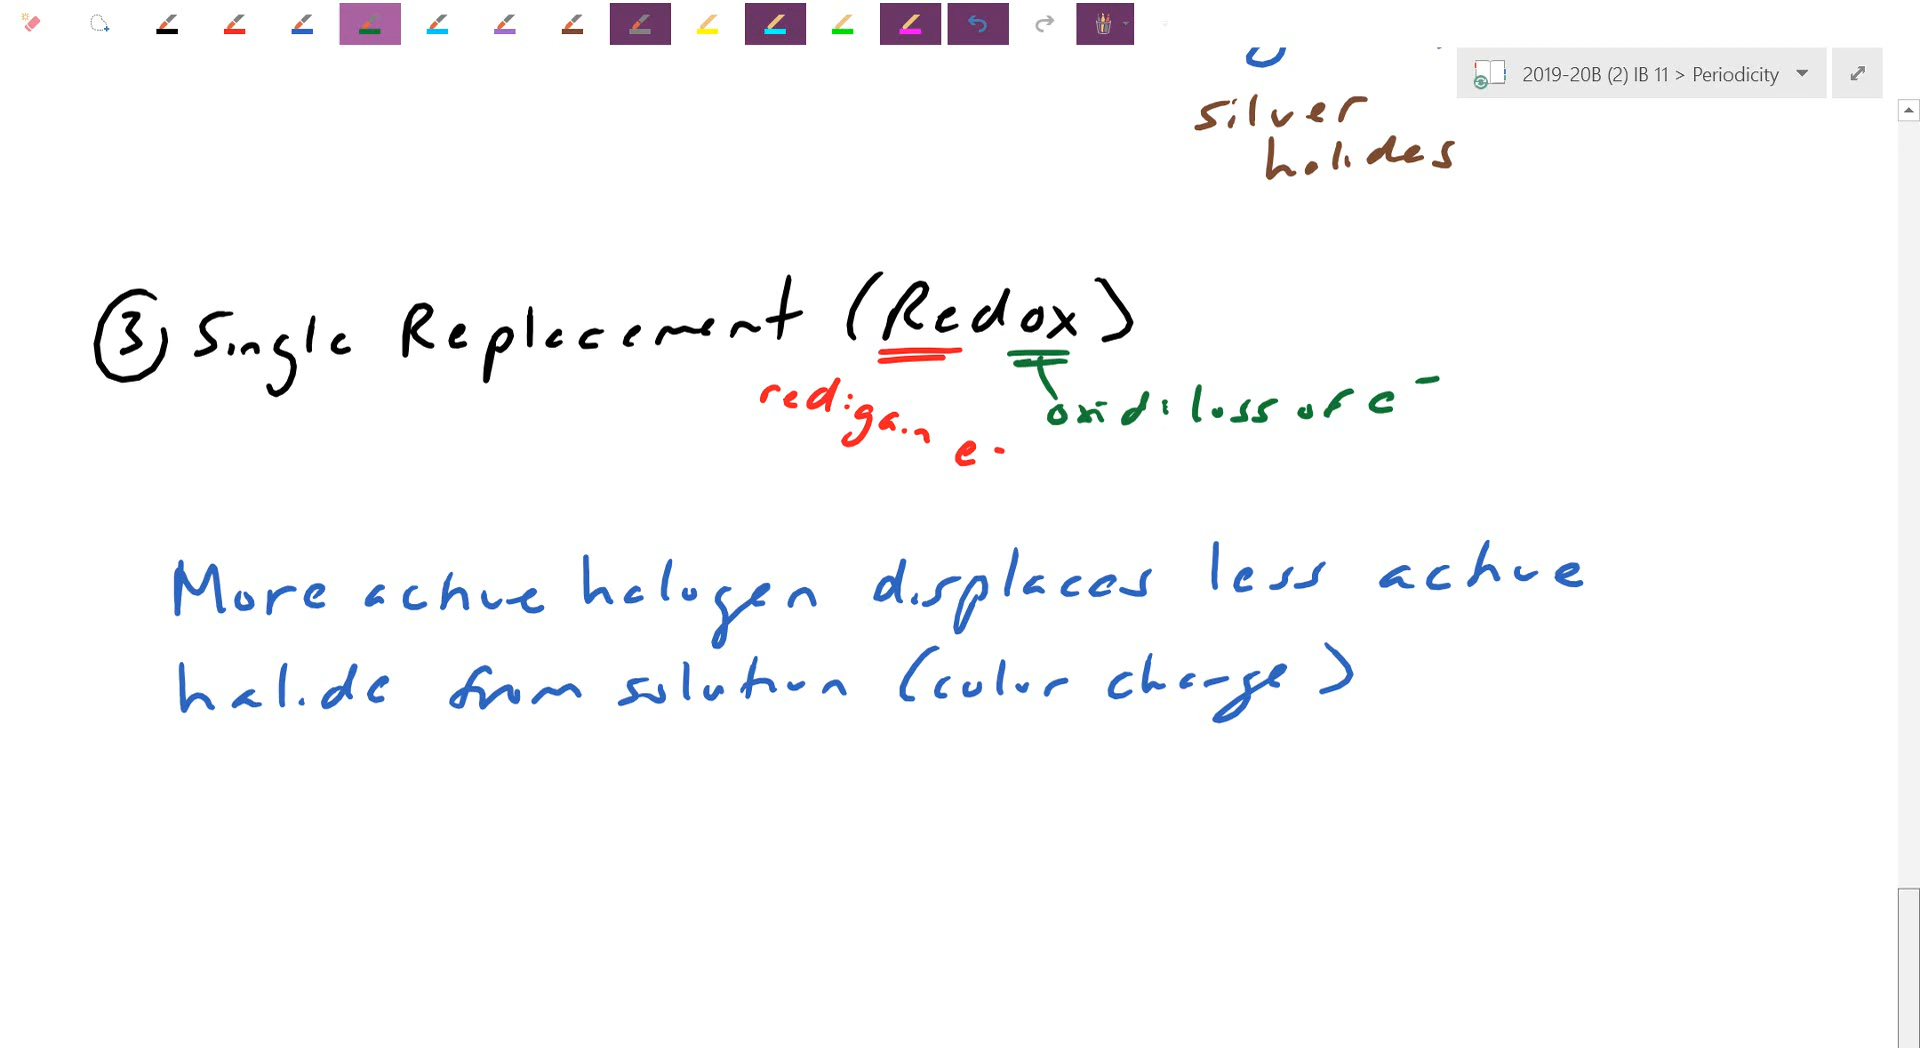 2019-20B (2) IB 11 > Periodicity
silver
halides
③ Single Replacement (Redox)
red: gain e-
oxid: loss of e-
More active halogen displaces less active
halide from solution (color change)